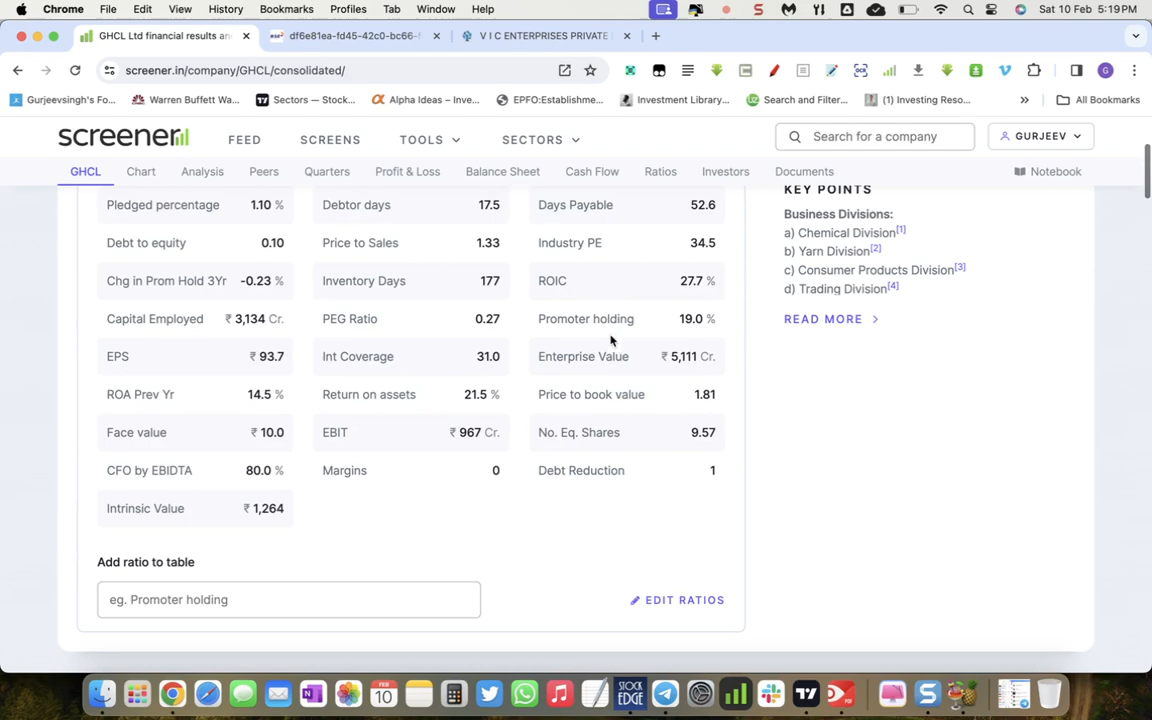 Chrome File Edit View History Bookmarks Profiles Tab Window Help Sat 10 Feb 5:19 PM
GHCL Ltd financial results an df6e81ea-fd45-42c0-bc66- V I C ENTERPRISES PRIVATE
screener.in/company/GHCL/consolidated/
Gurjeevsingh's Fo... Warren Buffett Wa... Sectors — Stock... Alpha Ideas – Inve... EPFO:Establishme... Investment Library... Search and Filter... (1) Investing Reso... » All Bookmarks
screener FEED SCREENS TOOLS SECTORS Search for a company GURJEEV
GHCL Chart Analysis Peers Quarters Profit & Loss Balance Sheet Cash Flow Ratios Investors Documents Notebook
Pledged percentage 1.10 % Debtor days 17.5 Days Payable 52.6
Debt to equity 0.10 Price to Sales 1.33 Industry PE 34.5
Chg in Prom Hold 3Yr -0.23 % Inventory Days 177 ROIC 27.7 %
Capital Employed ₹ 3,134 Cr. PEG Ratio 0.27 Promoter holding 19.0 %
EPS ₹ 93.7 Int Coverage 31.0 Enterprise Value ₹ 5,111 Cr.
ROA Prev Yr 14.5 % Return on assets 21.5 % Price to book value 1.81
Face value ₹ 10.0 EBIT ₹ 967 Cr. No. Eq. Shares 9.57
CFO by EBIDTA 80.0 % Margins 0 Debt Reduction 1
Intrinsic Value ₹ 1,264
Add ratio to table
eg. Promoter holding EDIT RATIOS
KEY POINTS
Business Divisions:
a) Chemical Division[1]
b) Yarn Division[2]
c) Consumer Products Division[3]
d) Trading Division[4]
READ MORE
FEB
10
STOCK
EDGE